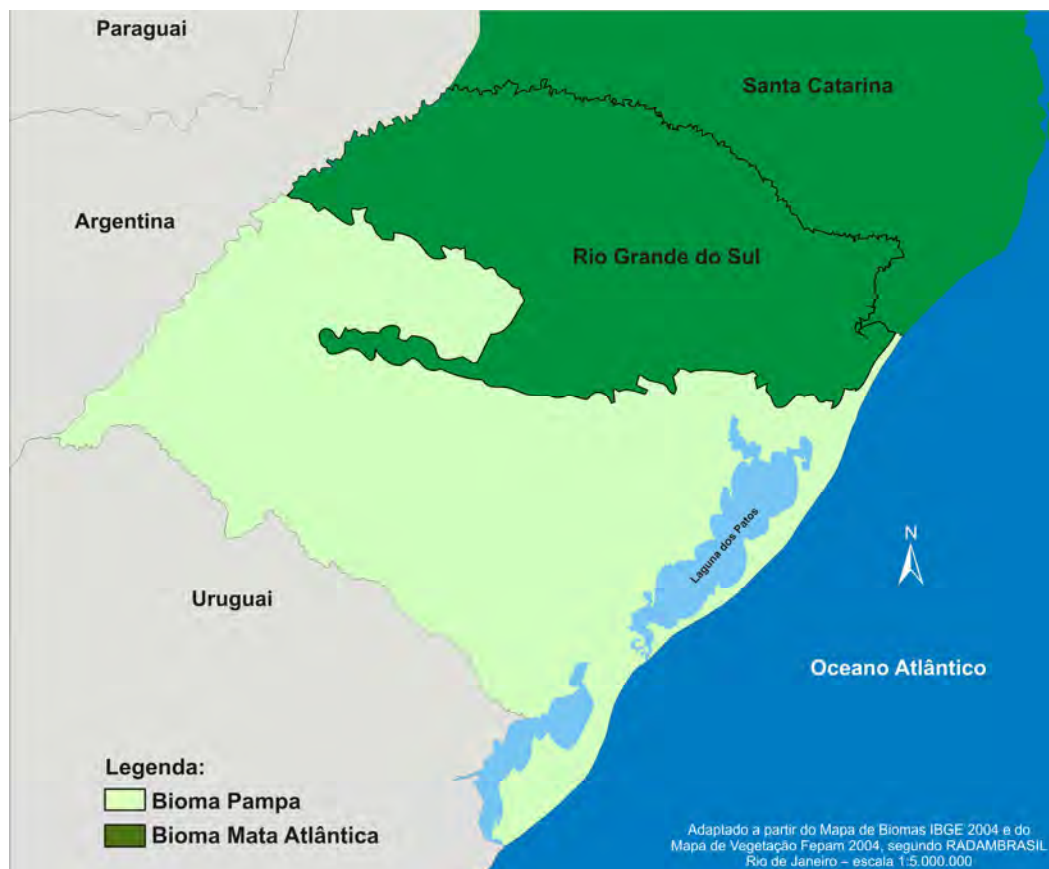 Paraguai
Santa Catarina
Argentina
Rio Grande do Sul
Laguna dos Patos
N
Uruguai
Oceano Atlântico
Legenda:
Bioma Pampa
Bioma Mata Atlântica
Adaptado a partir do Mapa de Biomas IBGE 2004 e do
Mapa de Vegetação Fepam 2004, segundo RADAMBRASIL
Rio de Janeiro – escala 1:5.000.000